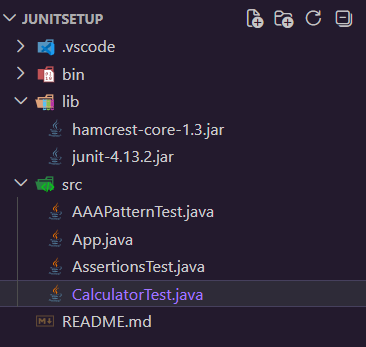 JUNITSETUP
.vscode
bin
lib
hamcrest-core-1.3.jar
junit-4.13.2.jar
src
AAAPatternTest.java
App.java
AssertionsTest.java
CalculatorTest.java
README.md